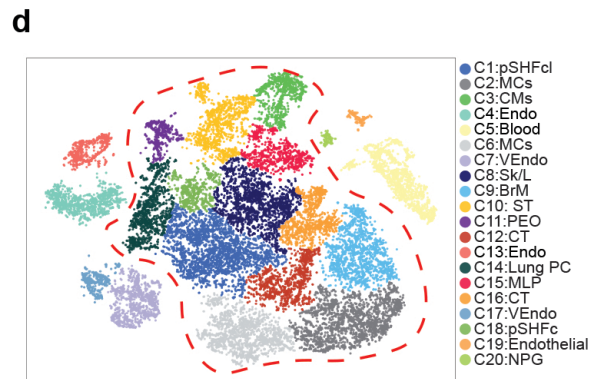 d
C1:pSHFcl
C2:MCs
C3:CMs
C4:Endo
C5:Blood
C6:MCs
C7:VEndo
C8:Sk/L
C9:BrM
C10: ST
C11:PEO
C12:CT
C13:Endo
C14:Lung PC
C15:MLP
C16:CT
C17:VEndo
C18:pSHFc
C19:Endothelial
C20:NPG